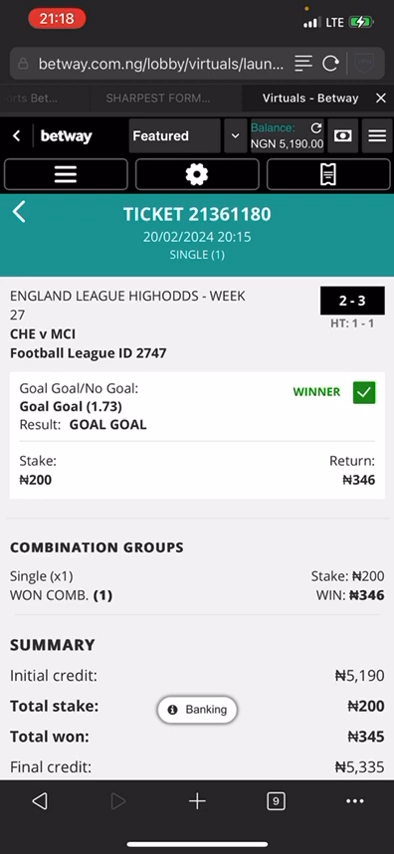 21:18
LTE
betway.com.ng/lobby/virtuals/laun...
rts Bet...
SHARPEST FORM...
Virtuals - Betway
betway
Featured
Balance:
NGN 5,190.00
TICKET 21361180
20/02/2024 20:15
SINGLE (1)
ENGLAND LEAGUE HIGHODDS - WEEK
27
2 - 3
HT: 1 - 1
CHE v MCI
Football League ID 2747
Goal Goal/No Goal:
Goal Goal (1.73)
Result: GOAL GOAL
WINNER
Stake:
Return:
₦200
₦346
COMBINATION GROUPS
Single (x1)
Stake: ₦200
WON COMB. (1)
WIN: ₦346
SUMMARY
Initial credit:
₦5,190
Total stake:
₦200
Banking
Total won:
₦345
Final credit:
₦5,335
9